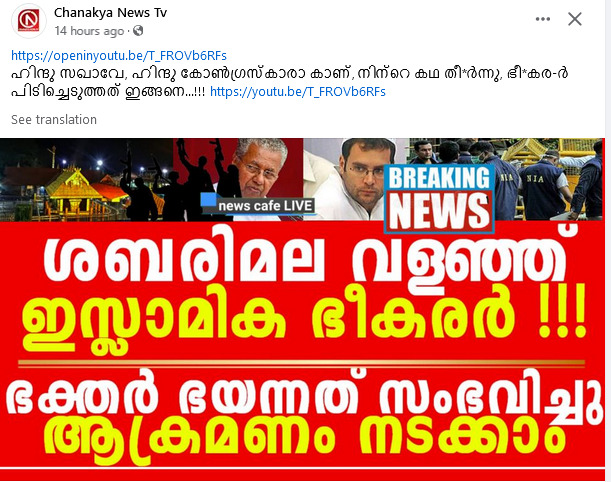 Chanakya News Tv
14 hours ago
https://openinyoutu.be/T_FROVb6RFs
ഹിന്ദു സഖാവേ, ഹിന്ദു കോൺഗ്രസ്‌കാരാ കാണ്, നിന്റെ കഥ തീ*ർന്നു, ഭീ*കര-ർ
പിടിച്ചെടുത്തത് ഇങ്ങനെ...!!! https://youtu.be/T_FROVb6RFs
See translation
news cafe LIVE
BREAKING
NEWS
NIA
NIA
ശബരിമല വളഞ്ഞ്
ഇസ്ലാമിക ഭീകരർ !!!
ഭക്തർ ഭയന്നത് സംഭവിച്ചു
ആക്രമണം നടക്കാം